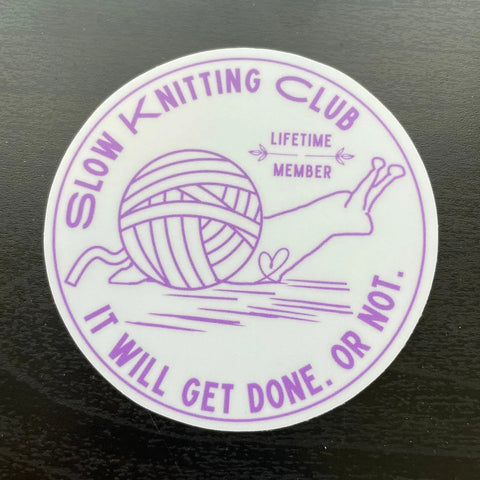 SLOW KNITTING CLUB
LIFETIME
MEMBER
IT WILL GET DONE. OR NOT.